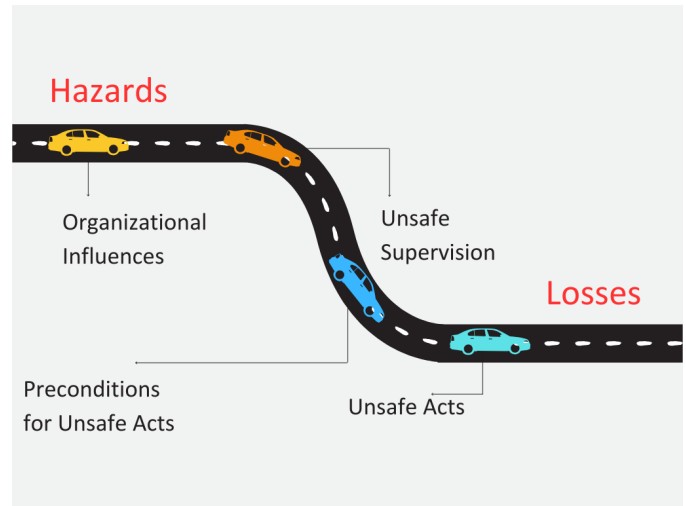 Hazards
Organizational
Influences
Unsafe
Supervision
Losses
Preconditions
for Unsafe Acts
Unsafe Acts